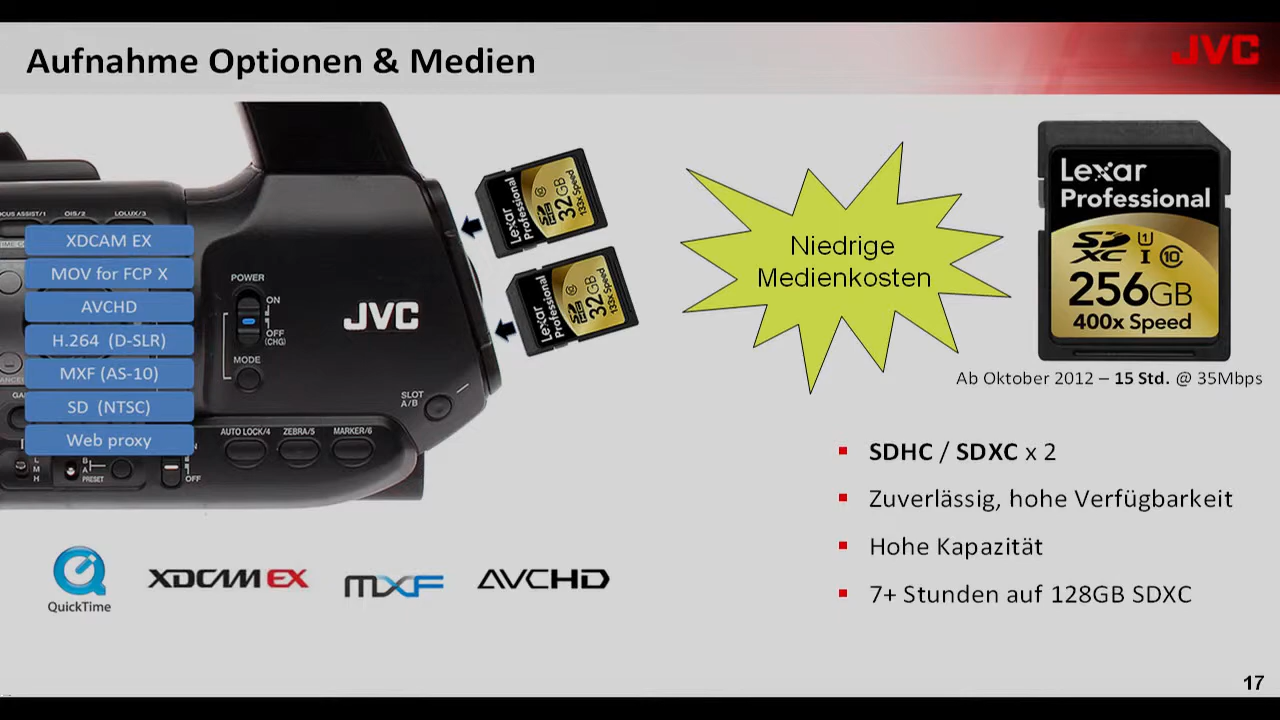 Aufnahme Optionen & Medien
JVC
FOCUS ASSIST/1 OIS/2 LOLUX/3
XDCAM EX
MOV for FCP X
AVCHD
H.264 (D-SLR)
MXF (AS-10)
SD (NTSC)
Web proxy
POWER
ON
OFF
(CHG)
MODE
JVC
SLOT
A/B
AUTO LOCK/4 ZEBRA/5 MARKER/6
L
M
H
B
A
PRESET
OFF
Lexar
Professional
32GB
133x Speed
Lexar
Professional
32GB
133x Speed
Niedrige
Medienkosten
Lexar
Professional
SD XC I 1 10
256GB
400x Speed
Ab Oktober 2012 – 15 Std. @ 35Mbps
SDHC / SDXC x 2
Zuverlässig, hohe Verfügbarkeit
Hohe Kapazität
7+ Stunden auf 128GB SDXC
QuickTime
XDCAM EX
MXF
AVCHD
17